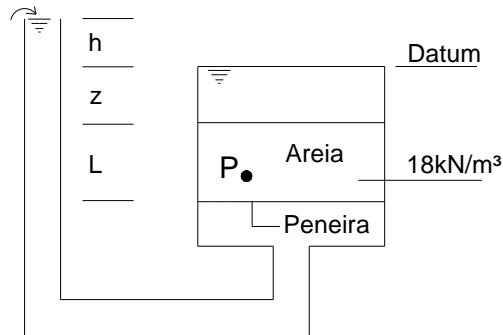 h
Datum
z
L
P
Areia
18kN/m³
Peneira